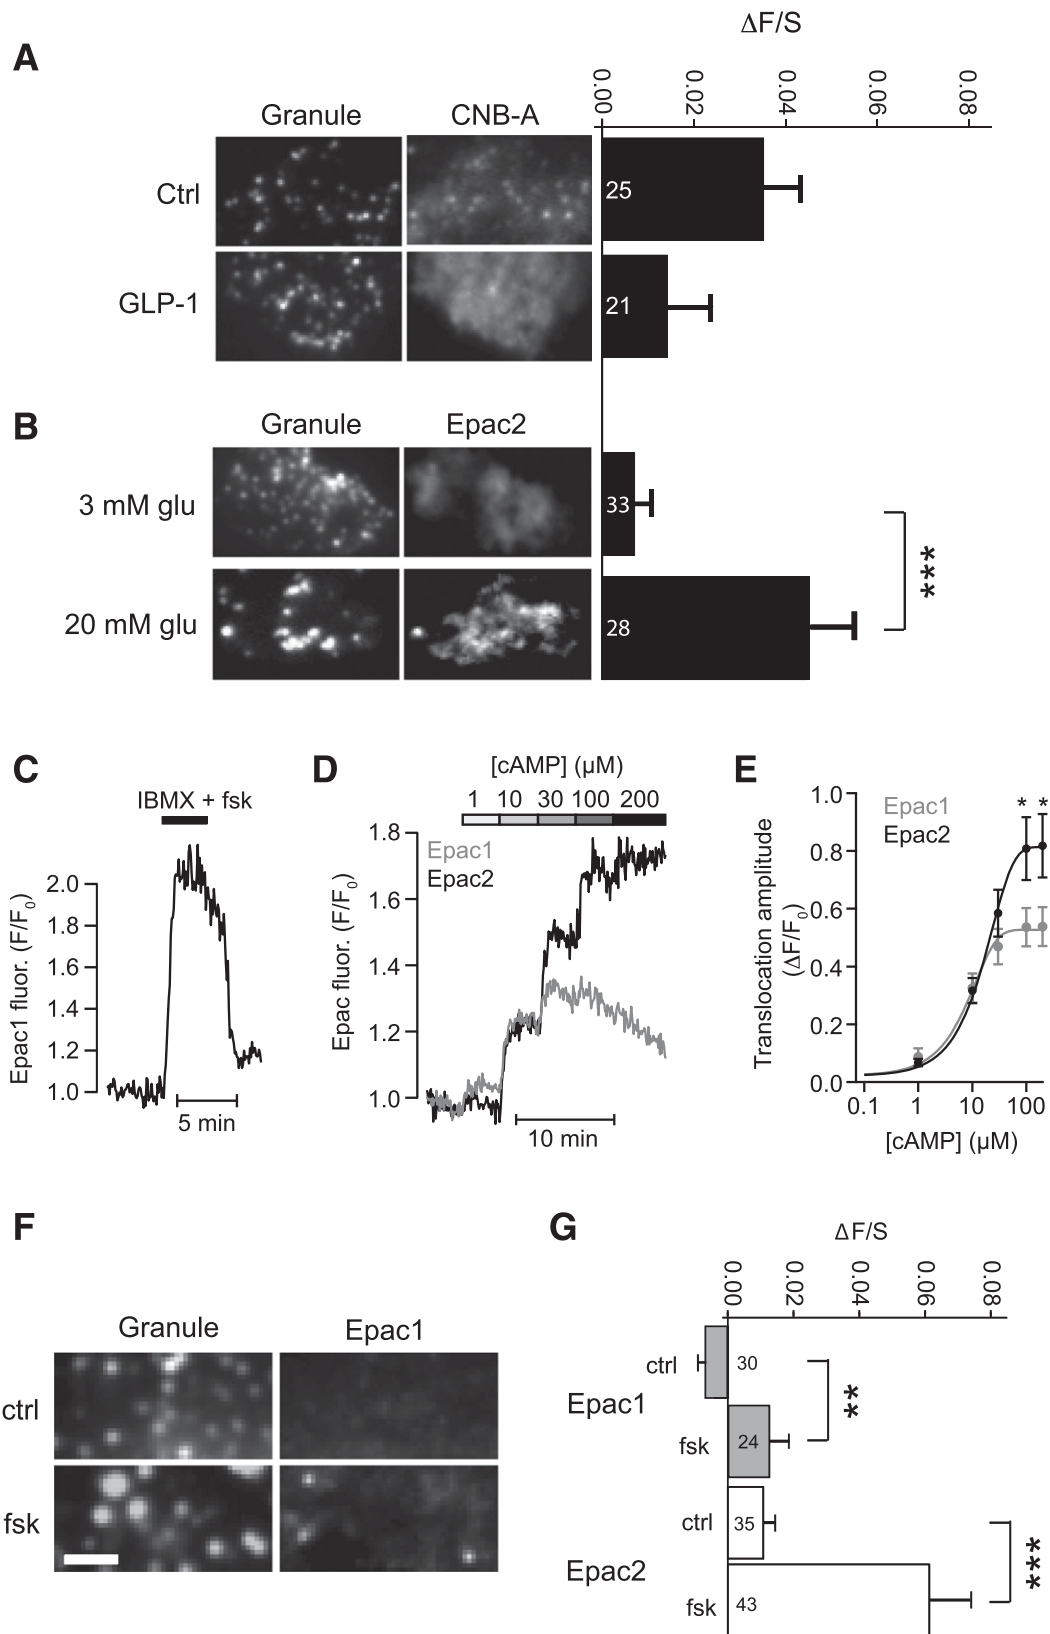 ΔF/S
A
0.00 0.02 0.04 0.06 0.08
Granule CNB-A
Ctrl
25
GLP-1
21
B
Granule Epac2
3 mM glu
33
***
20 mM glu
28
C
IBMX + fsk
Epac1 fluor. (F/F0)
2.0
1.8
1.6
1.4
1.2
1.0
5 min
D
[cAMP] (µM)
1 10 30 100 200
Epac fluor. (F/F0)
1.8
1.6
1.4
1.2
1.0
Epac1
Epac2
10 min
E
Translocation amplitude
(ΔF/F0)
1.0
0.8
0.6
0.4
0.2
0.0
Epac1
Epac2
* *
0.1 1 10 100
[cAMP] (µM)
F
Granule Epac1
ctrl
fsk
G
ΔF/S
0.00 0.02 0.04 0.06 0.08
ctrl 30
Epac1
**
fsk 24
ctrl 35
Epac2
***
fsk 43